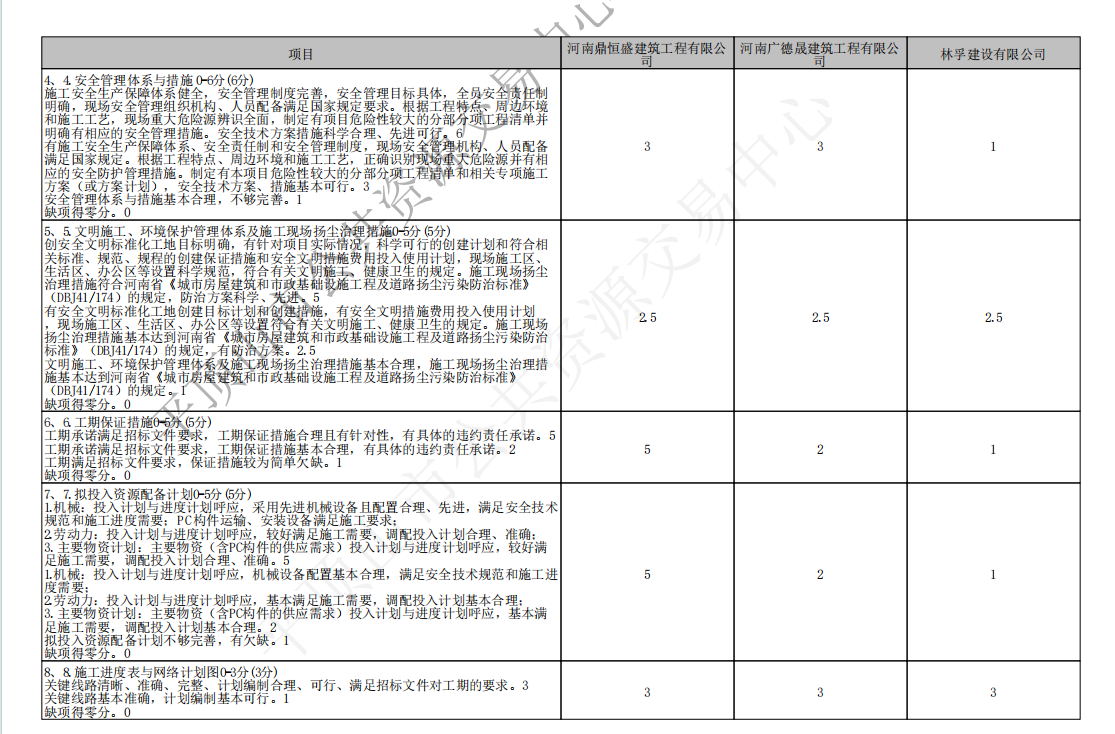 项目
河南鼎恒盛建筑工程有限公
司
河南广德晟建筑工程有限公
司
林孚建设有限公司
4、4.安全管理体系与措施 0-6分(6分)
施工安全生产保障体系健全，安全管理制度完善，安全管理目标具体，全员安全责任制
明确，现场安全管理组织机构、人员配备满足国家规定要求。根据工程特点、周边环境
和施工工艺，现场重大危险源辨识全面，制定有项目危险性较大的分部分项工程清单并
明确有相应的安全管理措施。安全技术方案措施科学合理、先进可行。6
有施工安全生产保障体系、安全责任制和安全管理制度，现场安全管理机构、人员配备
满足国家规定。根据工程特点、周边环境和施工工艺，正确识别现场重大危险源并有相
应的安全防护管理措施。制定有本项目危险性较大的分部分项工程清单和相关专项施工
方案（或方案计划），安全技术方案、措施基本可行。3
安全管理体系与措施基本合理，不够完善。1
缺项得零分。0
3
3
1
5、5.文明施工、环境保护管理体系及施工现场扬尘治理措施0-5分(5分)
创安全文明标准化工地目标明确，有针对项目实际情况，科学可行的创建计划和符合相
关标准、规范、规程的创建保证措施和安全文明措施费用投入使用计划，现场施工区、
生活区、办公区等设置科学规范，符合有关文明施工、健康卫生的规定。施工现场扬尘
治理措施符合河南省《城市房屋建筑和市政基础设施工程及道路扬尘污染防治标准》
（DBJ41/174）的规定，防治方案科学、先进。5
有安全文明标准化工地创建目标计划和创建措施，有安全文明措施费用投入使用计划
，现场施工区、生活区、办公区等设置符合有关文明施工、健康卫生的规定。施工现场
扬尘治理措施基本达到河南省《城市房屋建筑和市政基础设施工程及道路扬尘污染防治
标准》（DBJ41/174）的规定，有防治方案。2.5
文明施工、环境保护管理体系及施工现场扬尘治理措施基本合理，施工现场扬尘治理措
施基本达到河南省《城市房屋建筑和市政基础设施工程及道路扬尘污染防治标准》
（DBJ41/174）的规定。1
缺项得零分。0
2.5
2.5
2.5
6、6.工期保证措施0-5分(5分)
工期承诺满足招标文件要求，工期保证措施合理且有针对性，有具体的违约责任承诺。5
工期承诺满足招标文件要求，工期保证措施基本合理，有具体的违约责任承诺。2
工期满足招标文件要求，保证措施较为简单欠缺。1
缺项得零分。0
5
2
1
7、7.拟投入资源配备计划0-5分(5分)
1.机械：投入计划与进度计划呼应，采用先进机械设备且配置合理、先进，满足安全技术
规范和施工进度需要；PC构件运输、安装设备满足施工要求；
2.劳动力：投入计划与进度计划呼应，较好满足施工需要，调配投入计划合理、准确；
3.主要物资计划：主要物资（含PC构件的供应需求）投入计划与进度计划呼应，较好满
足施工需要，调配投入计划合理、准确。5
1.机械：投入计划与进度计划呼应，机械设备配置基本合理，满足安全技术规范和施工进
度需要；
2.劳动力：投入计划与进度计划呼应，基本满足施工需要，调配投入计划基本合理；
3.主要物资计划：主要物资（含PC构件的供应需求）投入计划与进度计划呼应，基本满
足施工需要，调配投入计划基本合理。2
拟投入资源配备计划不够完善，有欠缺。1
缺项得零分。0
5
2
1
8、8.施工进度表与网络计划图0-3分(3分)
关键线路清晰、准确、完整、计划编制合理、可行、满足招标文件对工期的要求。3
关键线路基本准确，计划编制基本可行。1
缺项得零分。0
3
3
3
平顶山市公共资源交易中心
平顶山市公共资源交易中心